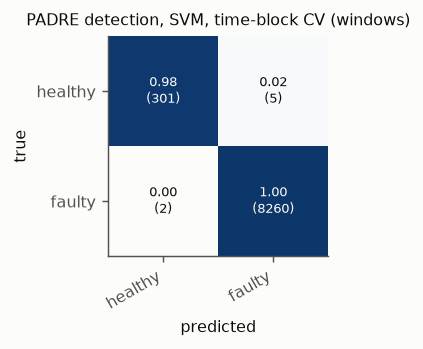 PADRE detection, SVM, time-block CV (windows)
healthy
0.98
(301)
0.02
(5)
true
faulty
0.00
(2)
1.00
(8260)
healthy
faulty
predicted